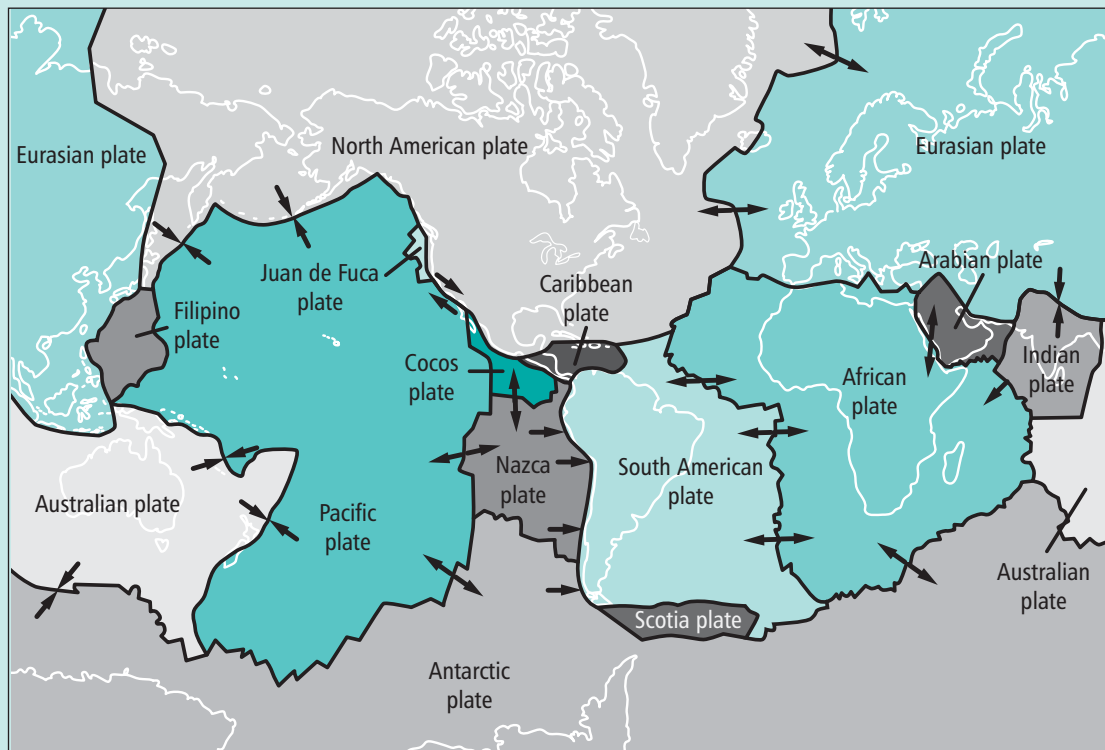 Eurasian plate
North American plate
Eurasian plate
Juan de Fuca
plate
Caribbean
plate
Arabian plate
Filipino
plate
Cocos
plate
African
plate
Indian
plate
Australian plate
Pacific
plate
Nazca
plate
South American
plate
Australian
plate
Scotia plate
Antarctic
plate